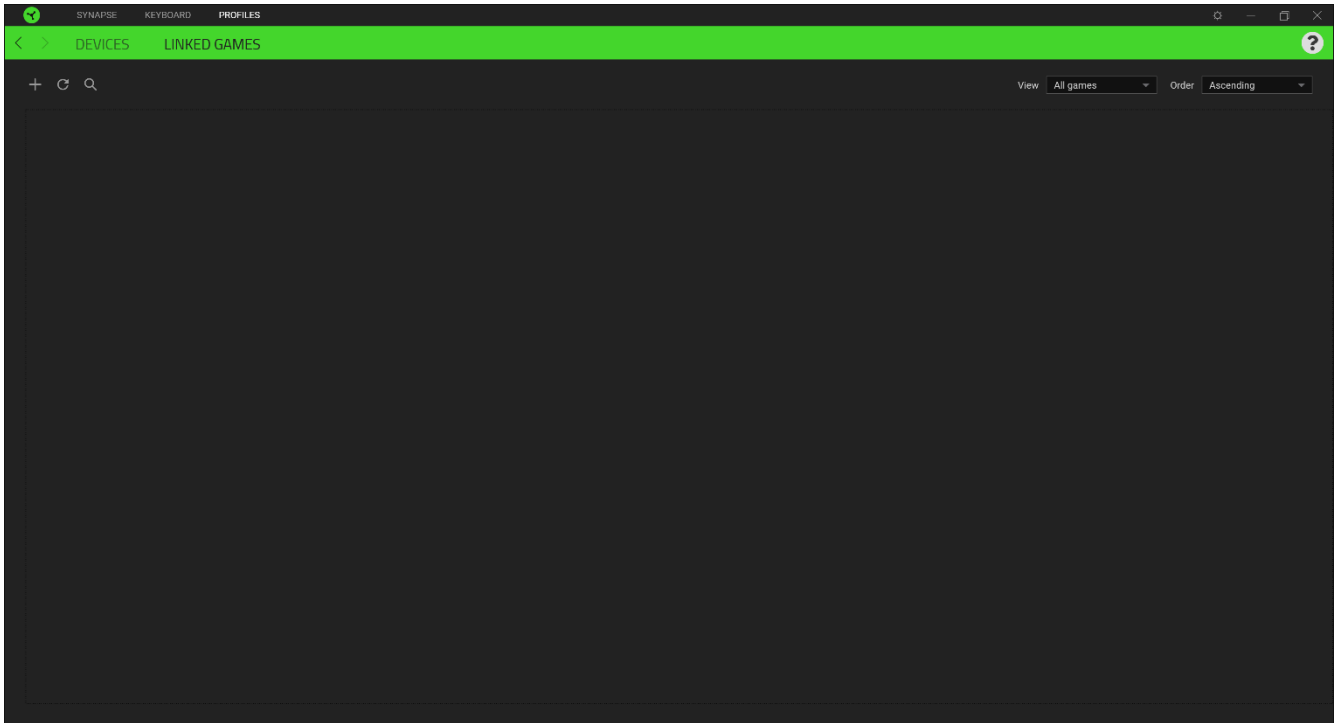 SYNAPSE KEYBOARD PROFILES
DEVICES LINKED GAMES ?
View All games Order Ascending